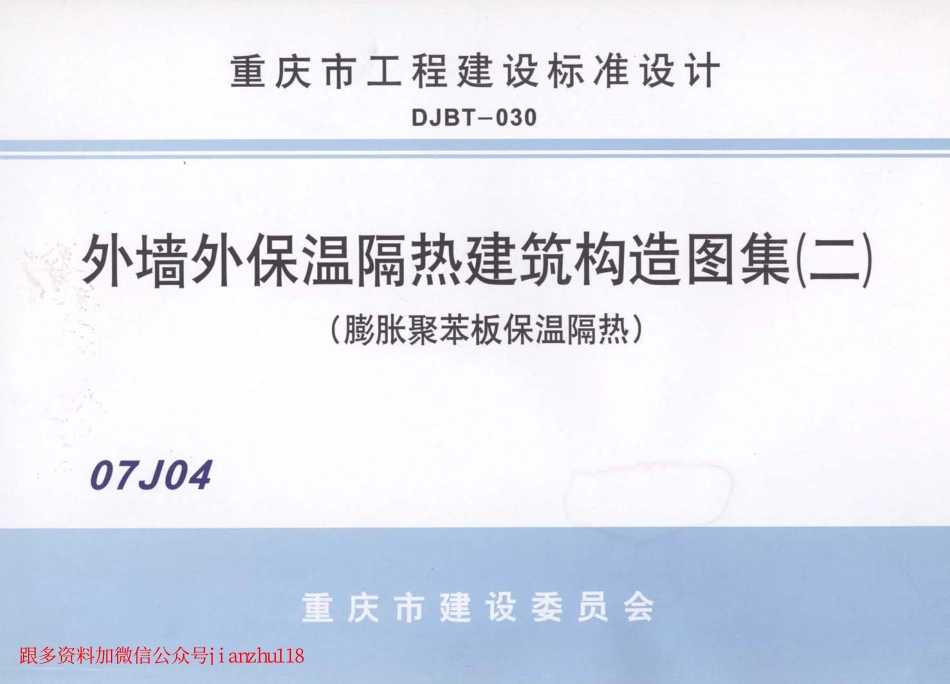 重庆市工程建设标准设计
DJBT-030
外墙外保温隔热建筑构造图集(二)
(膨胀聚苯板保温隔热)
07J04
重庆市建设委员会
跟多资料加微信公众号jianzhu118